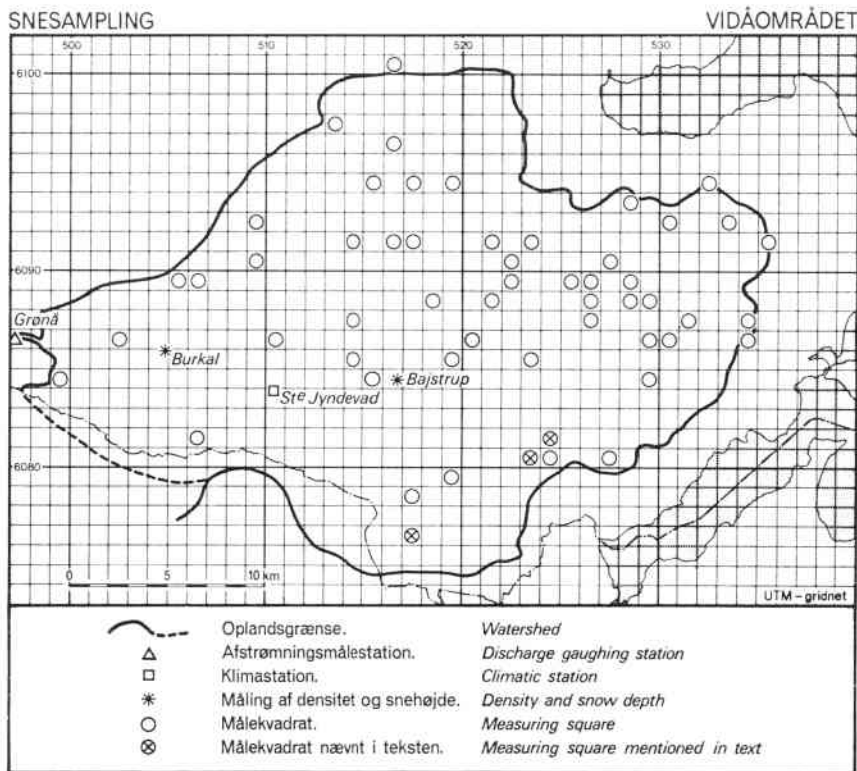 SNESAMPLING VIDÅOMRÅDET
500 510 520 530
6100
6090
Grønå
Burkal
Bajstrup
Ste Jyndevad
6080
0 5 10 km
UTM – gridnet
Oplandsgrænse. Watershed
Afstrømningsmålestation. Discharge gaughing station
Klimastation. Climatic station
Måling af densitet og snehøjde. Density and snow depth
Målekvadrat. Measuring square
Målekvadrat nævnt i teksten. Measuring square mentioned in text